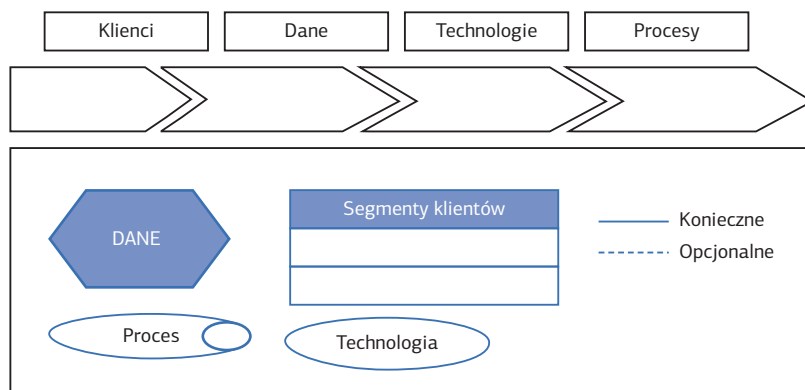 Klienci
Dane
Technologie
Procesy
DANE
Segmenty klientów
Konieczne
Opcjonalne
Proces
Technologia